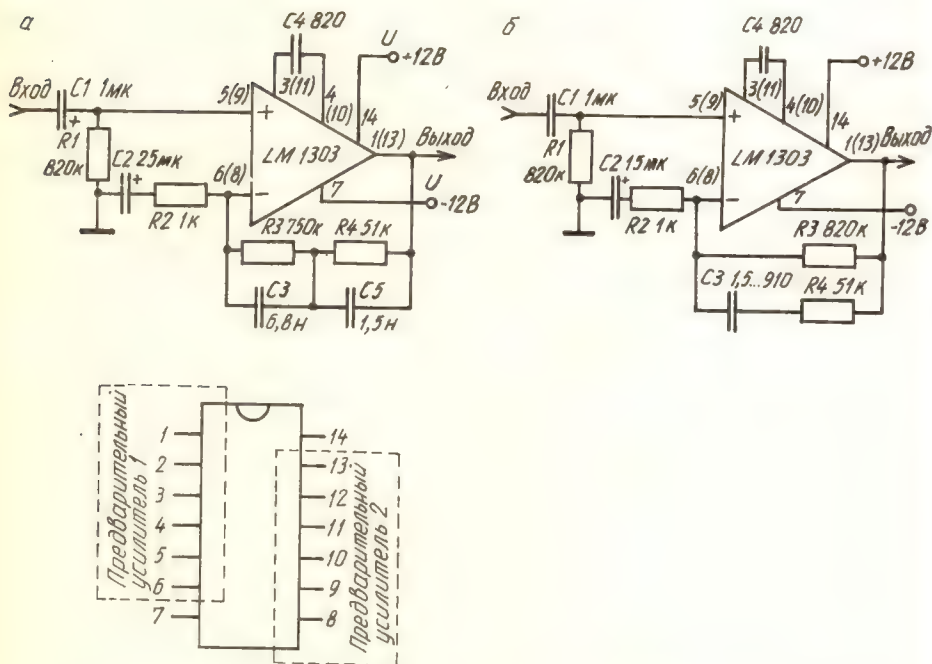 а
C4 820
U
+12В
3(11)
4
(10)
14
Вход
C1 1мк
5(9)
+
+
R1
820к
LM 1303
1(13)
Выход
C2 25мк
+
6(8)
-
7
U
-12В
R2 1к
R3 750к
R4 51к
C3
6,8н
C5
1,5н
б
C4 820
+12В
3(11)
4(10)
14
Вход
C1 1мк
5(9)
+
R1
820к
LM 1303
1(13)
Выход
C2 15мк
+
6(8)
-
7
-12В
R2 1к
R3 820к
C3 1,5...910
R4 51к
Предварительный
усилитель 1
1
2
3
4
5
6
7
14
13
12
11
10
9
8
Предварительный
усилитель 2